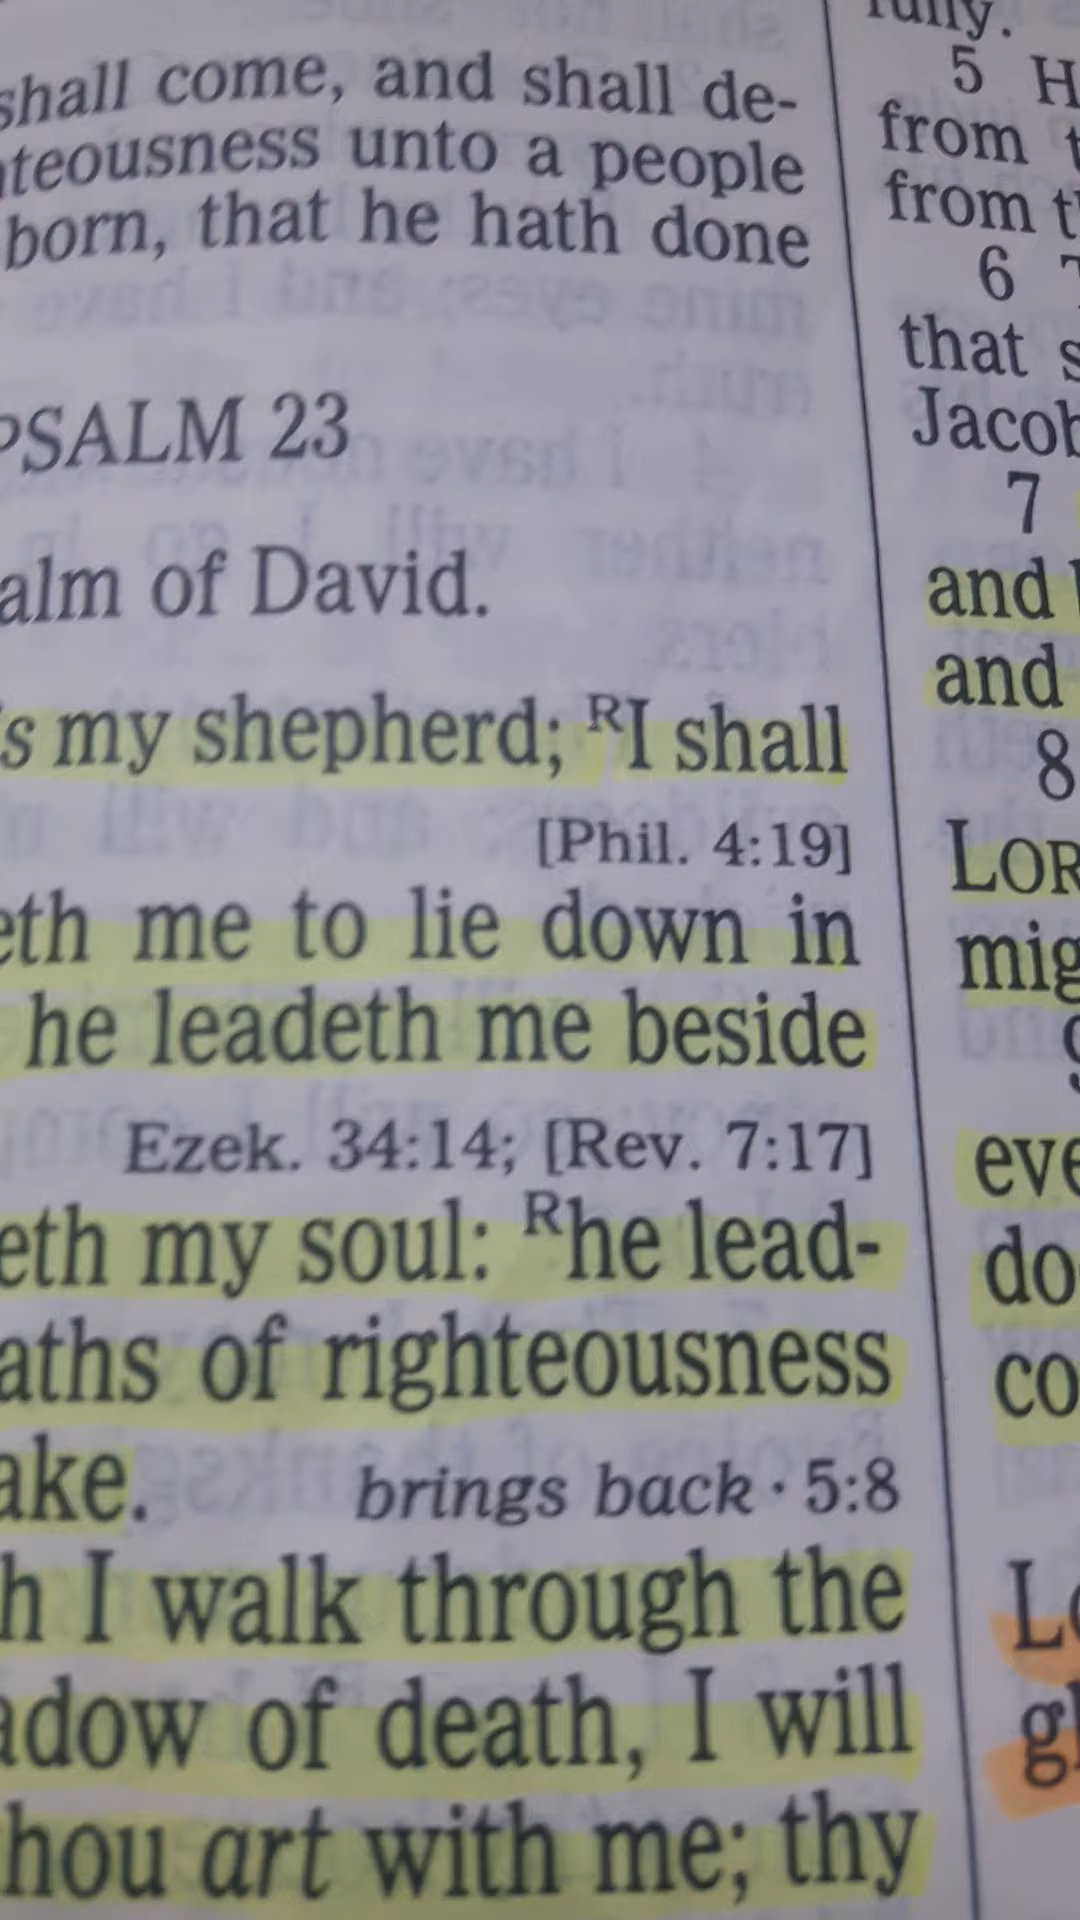 shall come, and shall de-
teousness unto a people
born, that he hath done
PSALM 23
alm of David.
s my shepherd; ᴿI shall
[Phil. 4:19]
eth me to lie down in
he leadeth me beside
Ezek. 34:14; [Rev. 7:17]
eth my soul: ᴿhe lead-
aths of righteousness
ake. brings back · 5:8
h I walk through the
adow of death, I will
hou art with me; thy
fully.
5 H
from t
from th
6 T
that s
Jacob
7
and
and
8
LOR
mig
9
eve
do
co
Lo
gl